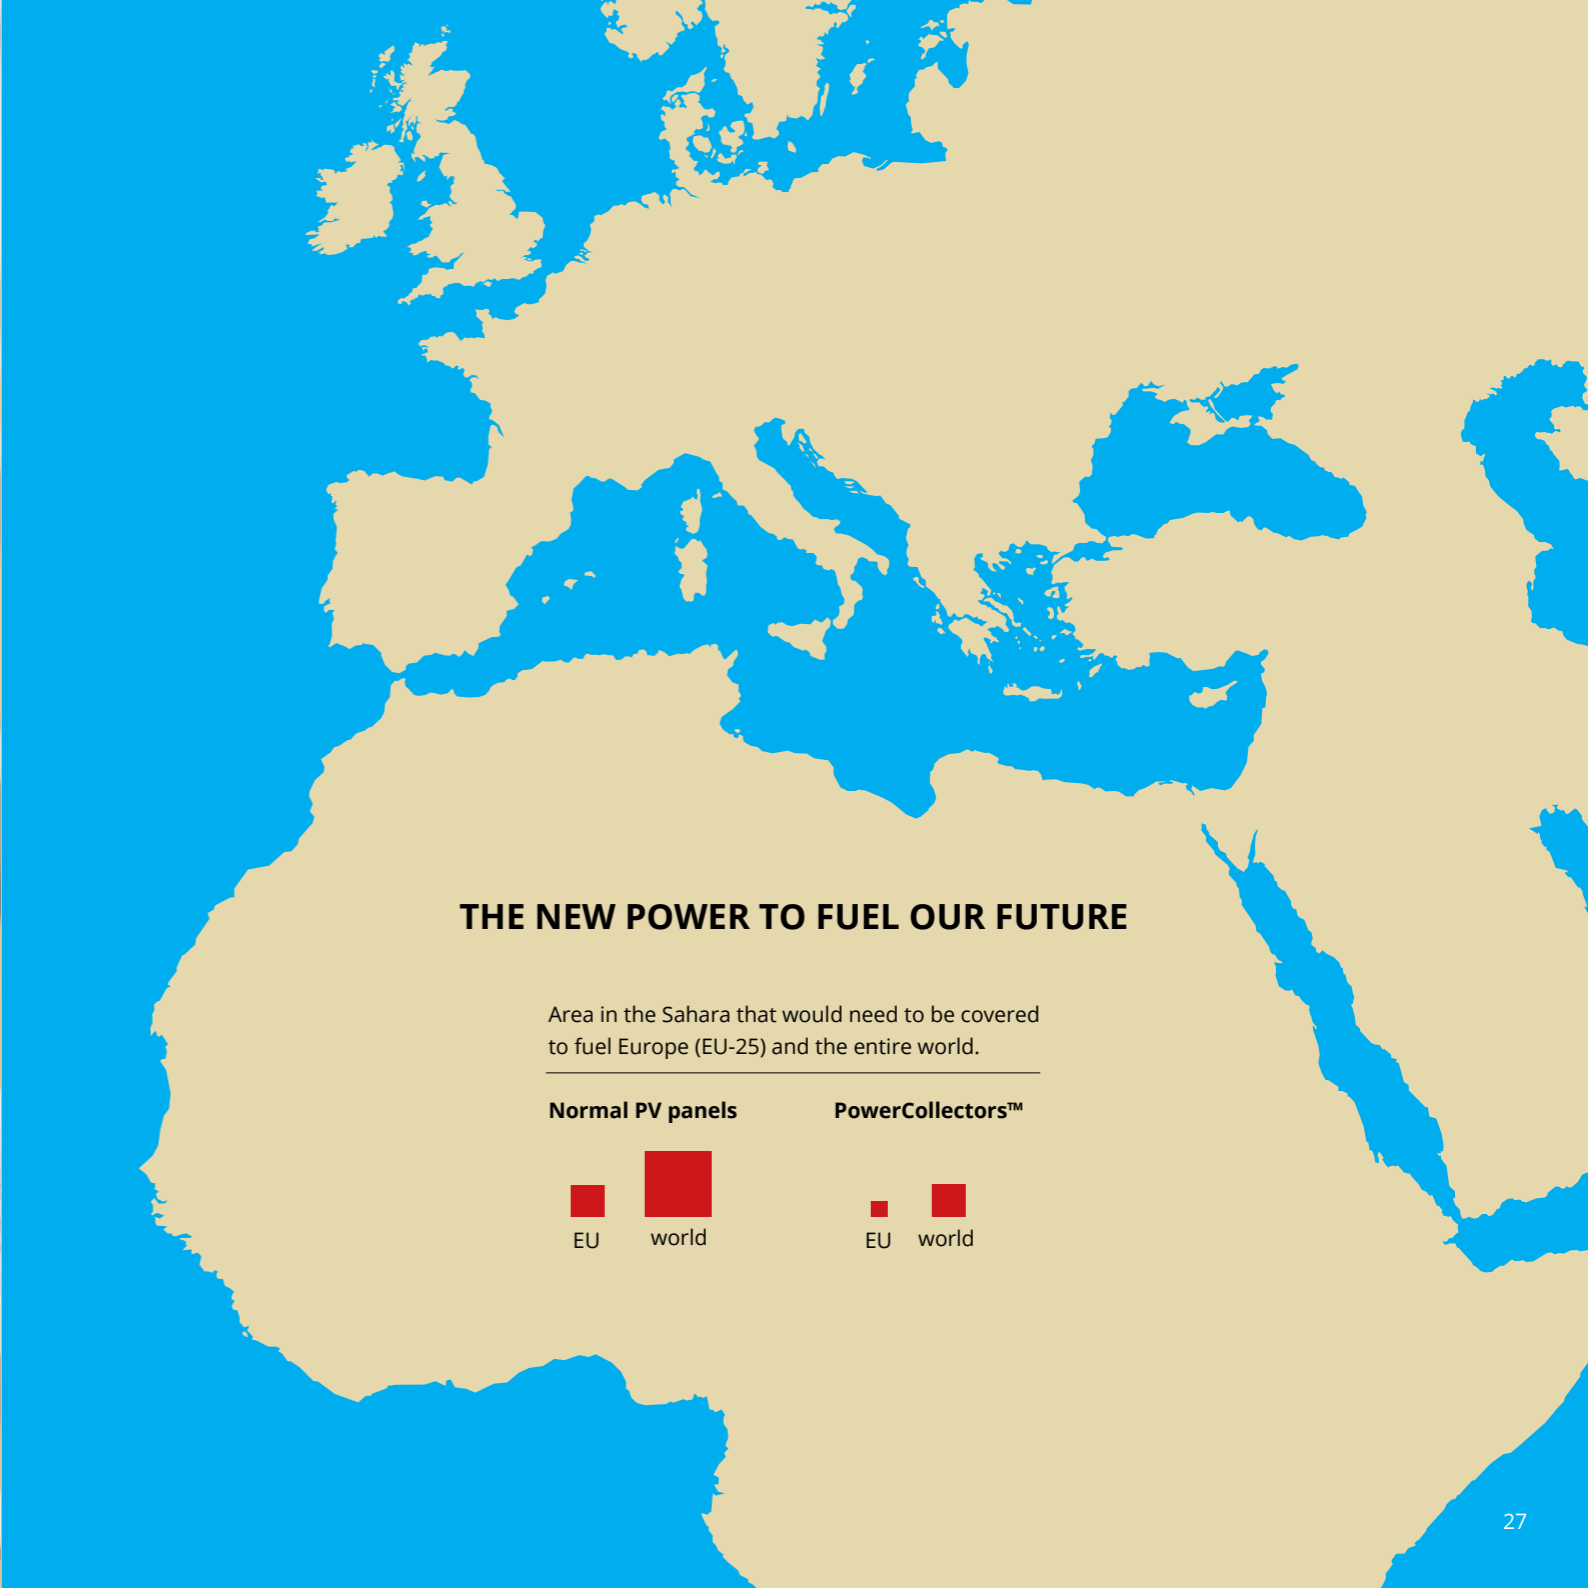 THE NEW POWER TO FUEL OUR FUTURE
Area in the Sahara that would need to be covered
to fuel Europe (EU-25) and the entire world.
Normal PV panels
PowerCollectors™
EU
world
EU
world
27